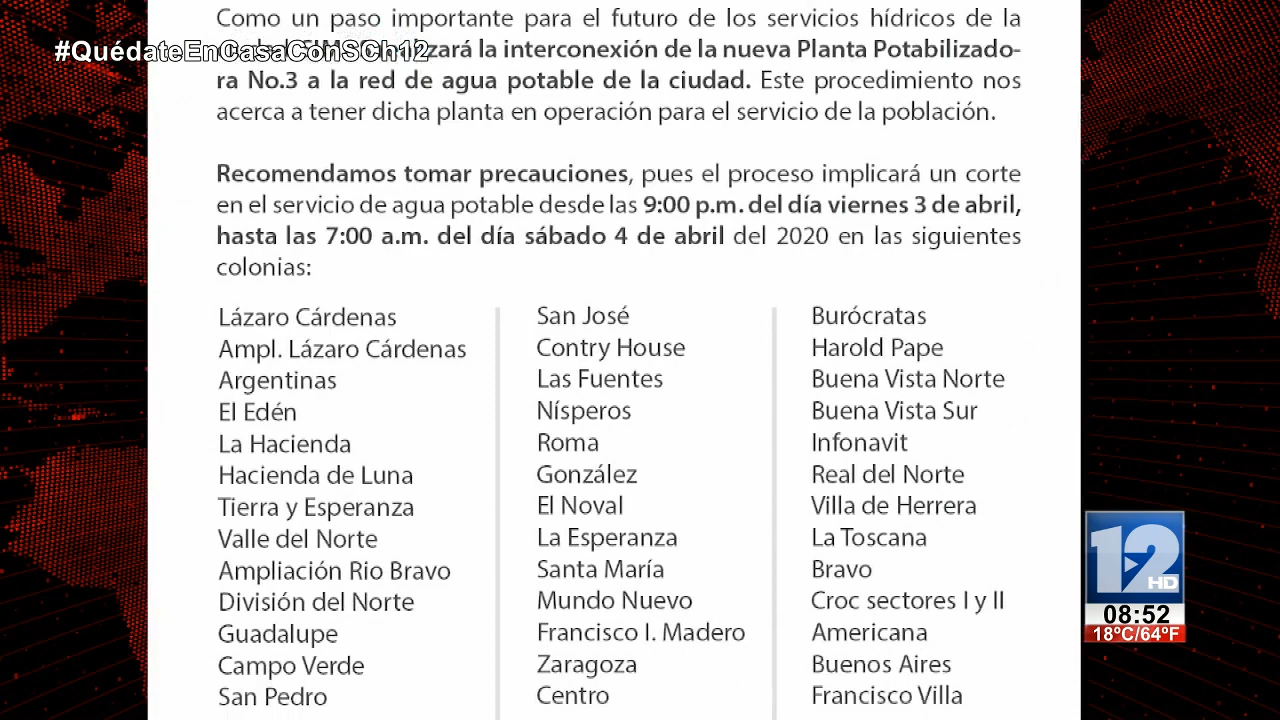 Como un paso importante para el futuro de los servicios hídricos de la
#QuédateEnCasaConSCh12
la interconexión de la nueva Planta Potabilizado-
ra No.3 a la red de agua potable de la ciudad. Este procedimiento nos
acerca a tener dicha planta en operación para el servicio de la población.
Recomendamos tomar precauciones, pues el proceso implicará un corte
en el servicio de agua potable desde las 9:00 p.m. del día viernes 3 de abril,
hasta las 7:00 a.m. del día sábado 4 de abril del 2020 en las siguientes
colonias:
Lázaro Cárdenas
Ampl. Lázaro Cárdenas
Argentinas
El Edén
La Hacienda
Hacienda de Luna
Tierra y Esperanza
Valle del Norte
Ampliación Rio Bravo
División del Norte
Guadalupe
Campo Verde
San Pedro
San José
Contry House
Las Fuentes
Nísperos
Roma
González
El Noval
La Esperanza
Santa María
Mundo Nuevo
Francisco I. Madero
Zaragoza
Centro
Burócratas
Harold Pape
Buena Vista Norte
Buena Vista Sur
Infonavit
Real del Norte
Villa de Herrera
La Toscana
Bravo
Croc sectores I y II
Americana
Buenos Aires
Francisco Villa
12
HD
08:52
18°C/64°F